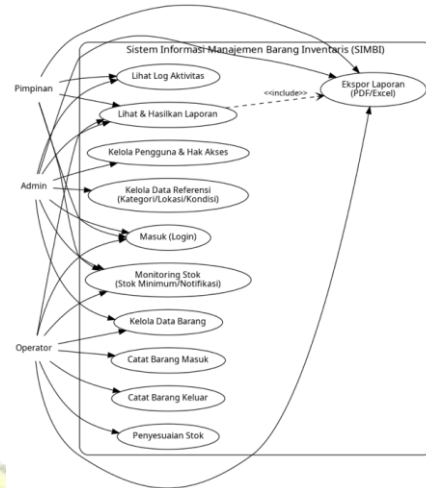 Sistem Informasi Manajemen Barang Inventaris (SIMBI)
Lihat Log Aktivitas
Ekspor Laporan
(PDF/Excel)
Pimpinan
<<include>>
Lihat & Hasilkan Laporan
Kelola Pengguna & Hak Akses
Admin
Kelola Data Referensi
(Kategori/Lokasi/Kondisi)
Masuk (Login)
Monitoring Stok
(Stok Minimum/Notifikasi)
Kelola Data Barang
Operator
Catat Barang Masuk
Catat Barang Keluar
Penyesuaian Stok